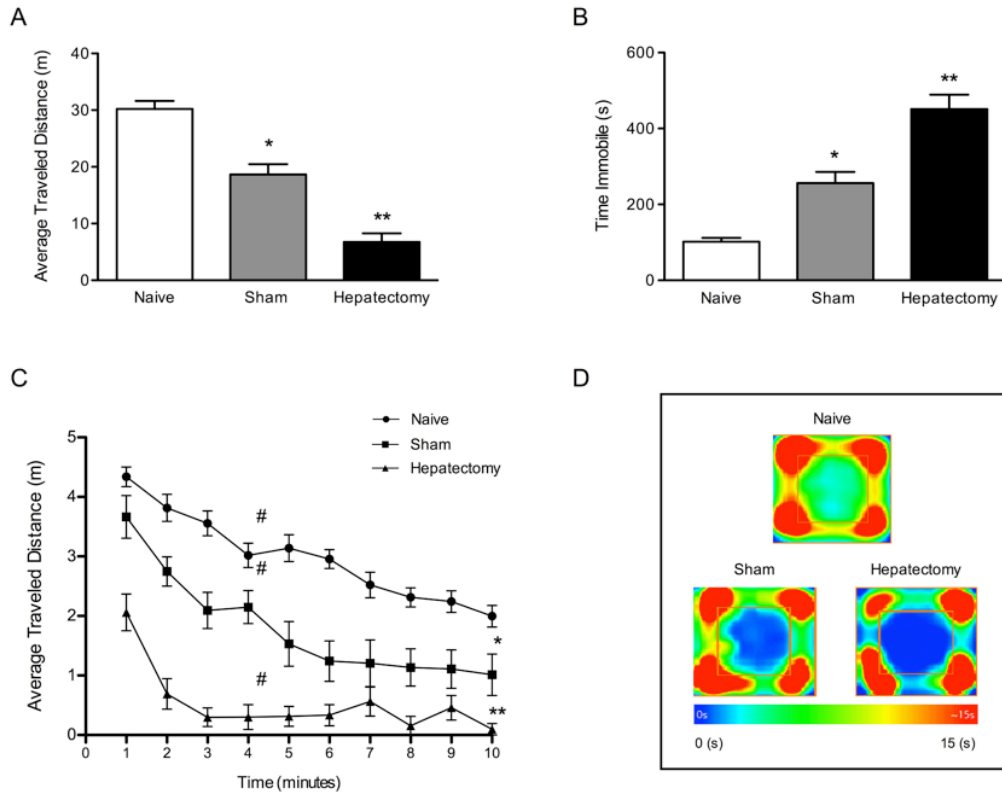 A
Average Traveled Distance (m)
40
30
20
10
0
*
**
Naive
Sham
Hepatectomy
B
Time Immobile (s)
600
400
200
0
*
**
Naive
Sham
Hepatectomy
C
Naive
Sham
Hepatectomy
Average Traveled Distance (m)
5
4
3
2
1
0
#
#
#
*
**
0 1 2 3 4 5 6 7 8 9 10
Time (minutes)
D
Naive
Sham
Hepatectomy
0s
~15s
0 (s)
15 (s)